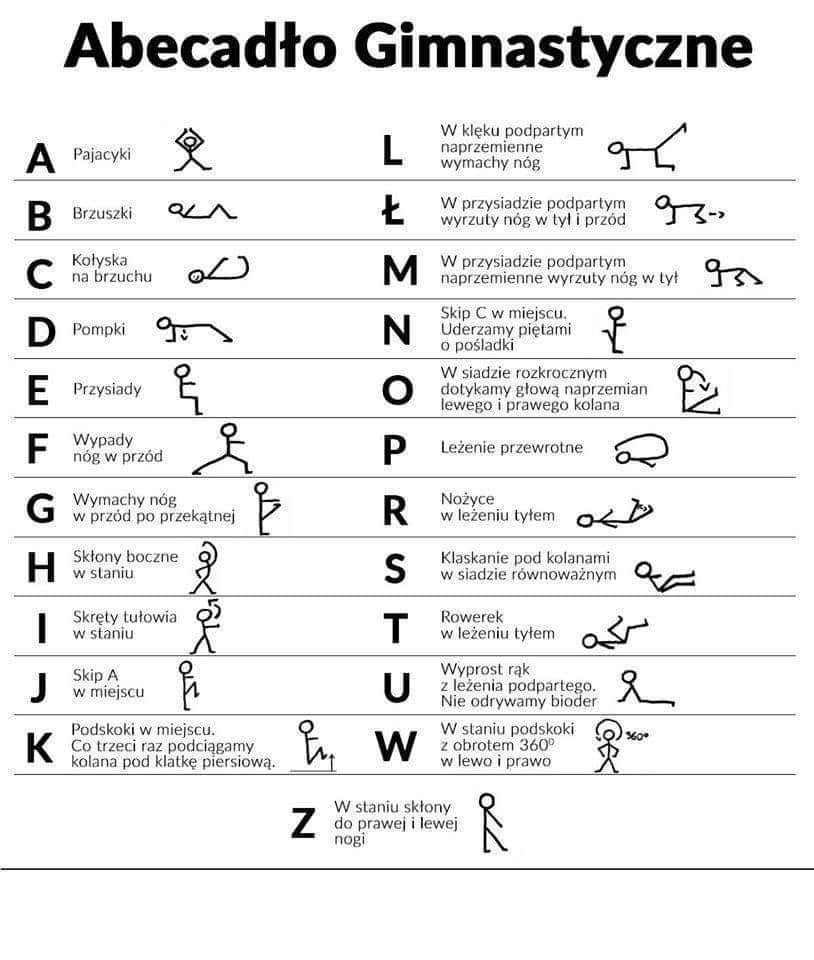 Abecadło Gimnastyczne
A
Pajacyki
B
Brzuszki
C
Kołyska
na brzuchu
D
Pompki
E
Przysiady
F
Wypady
nóg w przód
G
Wymachy nóg
w przód po przekątnej
H
Skłony boczne
w staniu
I
Skręty tułowia
w staniu
J
Skip A
w miejscu
K
Podskoki w miejscu.
Co trzeci raz podciągamy
kolana pod klatkę piersiową.
L
W klęku podpartym
naprzemienne
wymachy nóg
Ł
W przysiadzie podpartym
wyrzuty nóg w tył i przód
M
W przysiadzie podpartym
naprzemienne wyrzuty nóg w tył
N
Skip C w miejscu.
Uderzamy piętami
o pośladki
O
W siadzie rozkrocznym
dotykamy głową naprzemian
lewego i prawego kolana
P
Leżenie przewrotne
R
Nożyce
w leżeniu tyłem
S
Klaskanie pod kolanami
w siadzie równoważnym
T
Rowerek
w leżeniu tyłem
U
Wyprost rąk
z leżenia podpartego.
Nie odrywamy bioder
W
W staniu podskoki
z obrotem 360⁰
w lewo i prawo
360°
Z
W staniu skłony
do prawej i lewej
nogi